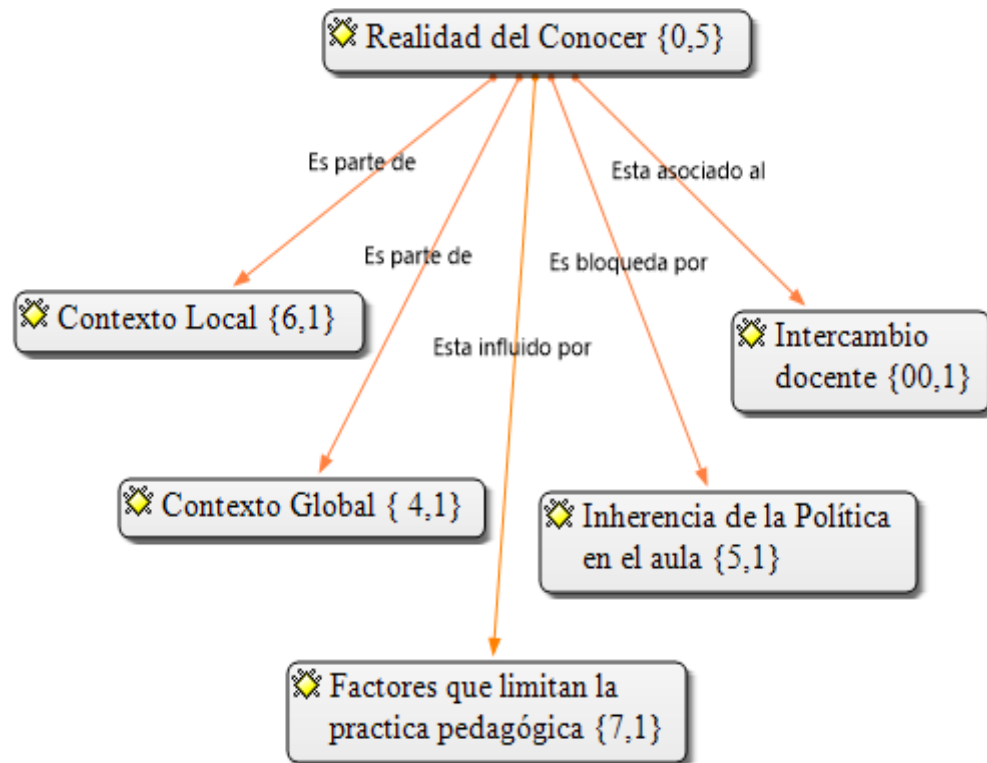 Realidad del Conocer {0,5}
Es parte de
Esta asociado al
Es parte de
Es bloqueda por
Contexto Local {6,1}
Esta influido por
Intercambio
docente {00,1}
Contexto Global { 4,1}
Inherencia de la Política
en el aula {5,1}
Factores que limitan la
practica pedagógica {7,1}